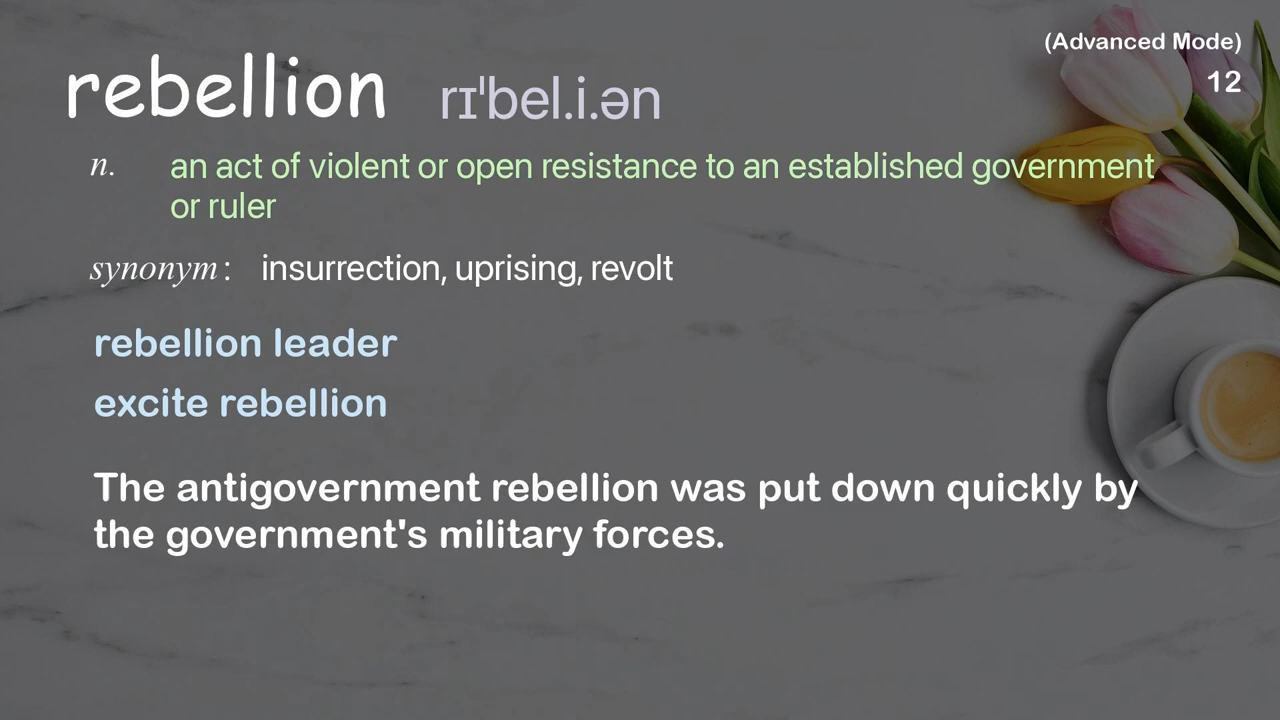 (Advanced Mode)
12
rebellion rɪˈbel.i.ən
n. an act of violent or open resistance to an established government
or ruler
synonym: insurrection, uprising, revolt
rebellion leader
excite rebellion
The antigovernment rebellion was put down quickly by
the government's military forces.